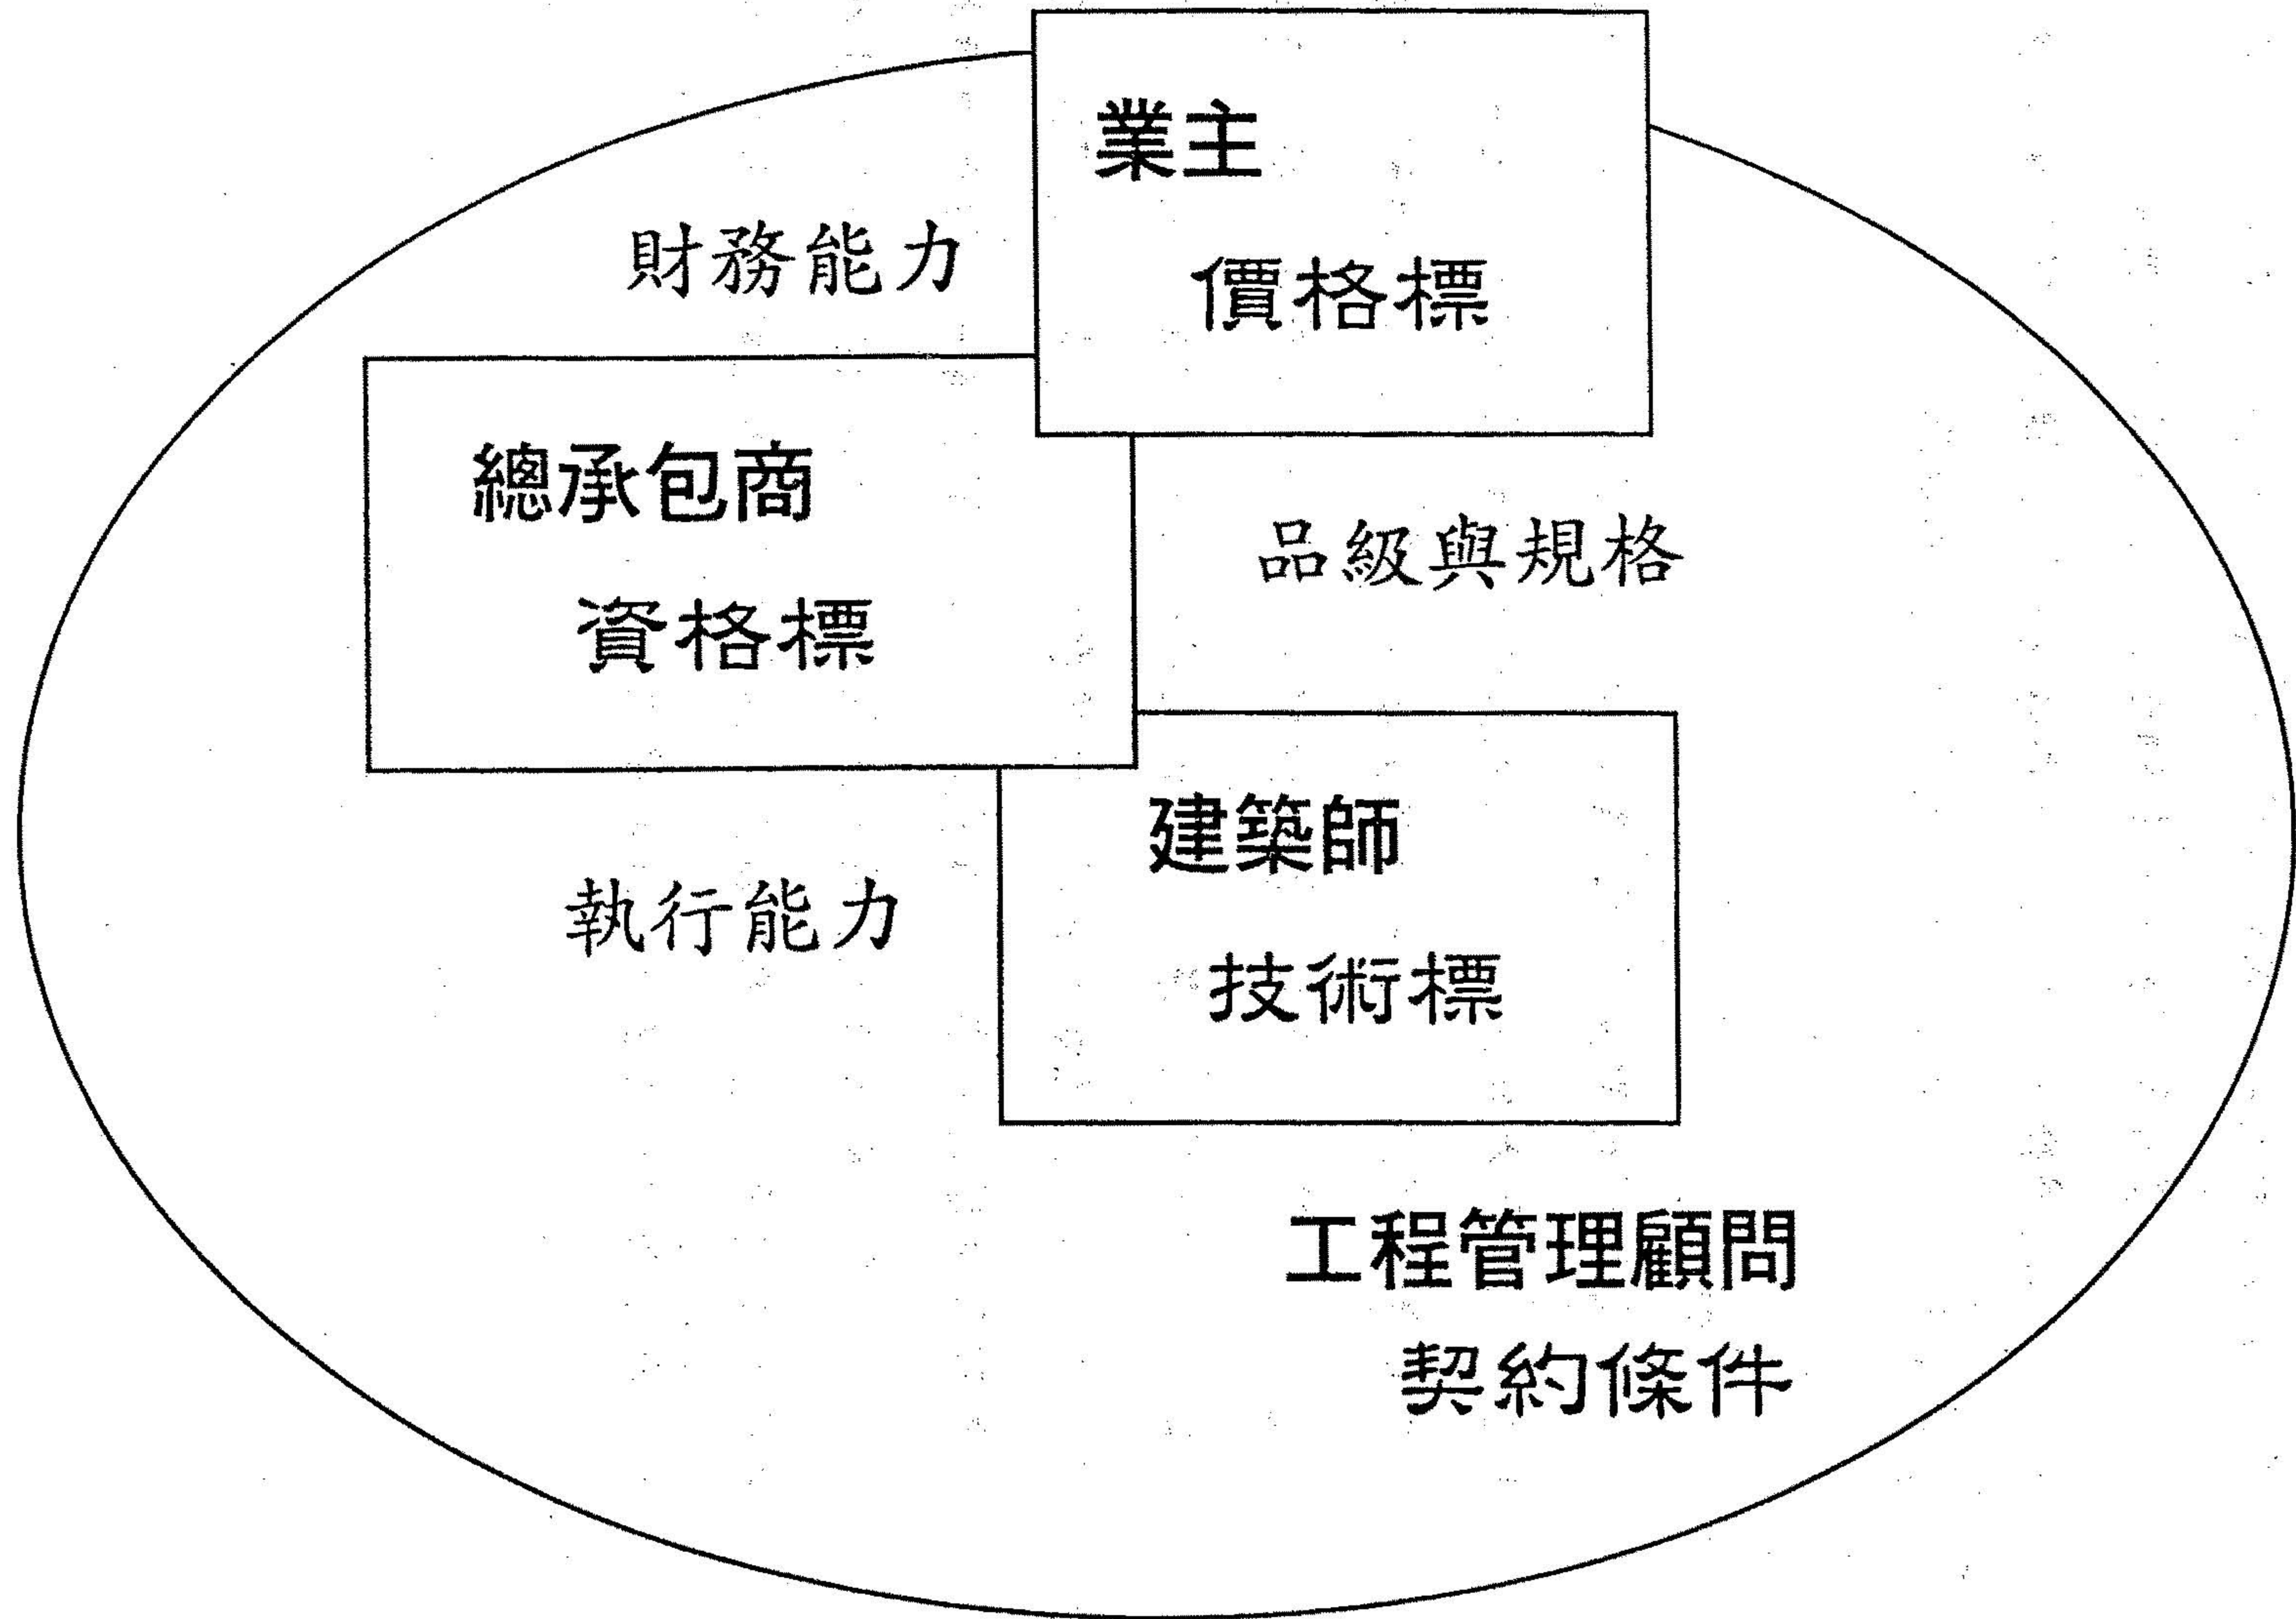 業主
財務能力
價格標
總承包商
品級與規格
資格標
建築師
執行能力
技術標
工程管理顧問
契約條件